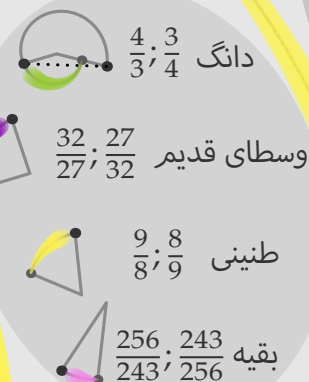 دانگ 4/3 ; 3/4
وسطای قدیم 32/27 ; 27/32
طنینی 9/8 ; 8/9
بقیه 256/243 ; 243/256